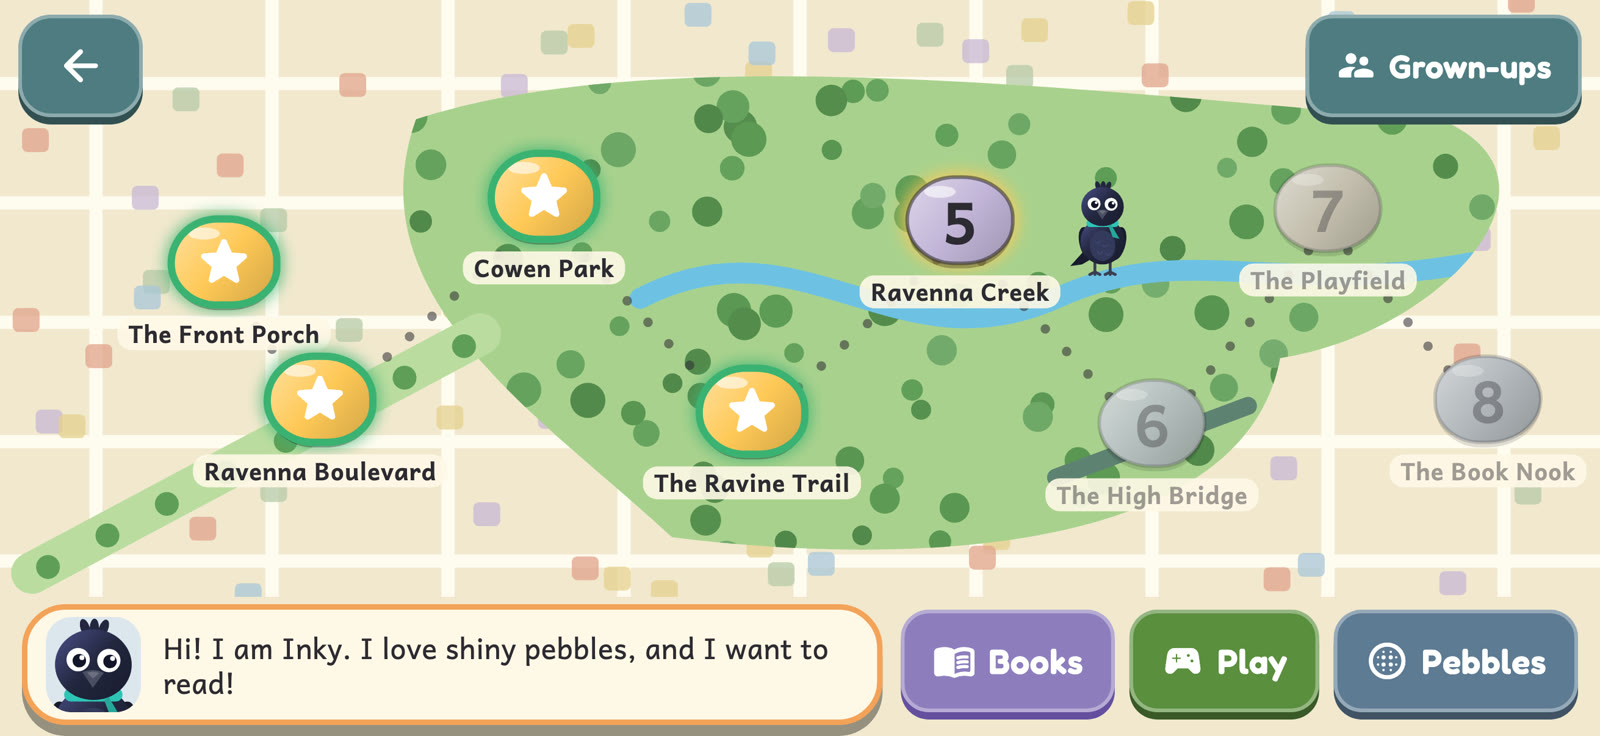 Grown-ups
Cowen Park
5
7
Ravenna Creek
The Playfield
The Front Porch
Ravenna Boulevard
The Ravine Trail
6
The High Bridge
8
The Book Nook
Hi! I am Inky. I love shiny pebbles, and I want to
read!
Books
Play
Pebbles